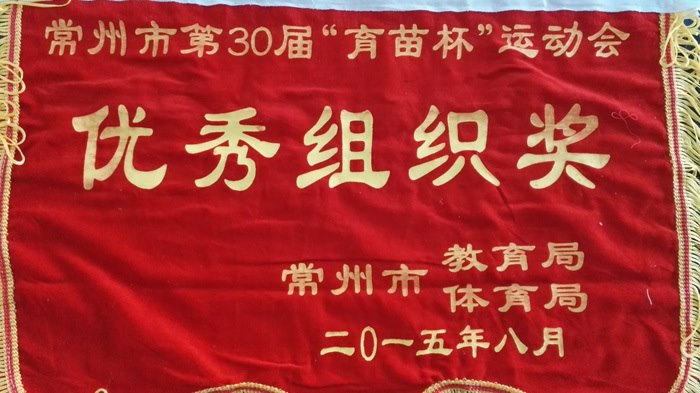 常州市第30届“育苗杯”运动会
优秀组织奖
常州市 教育局
体育局
二〇一五年八月